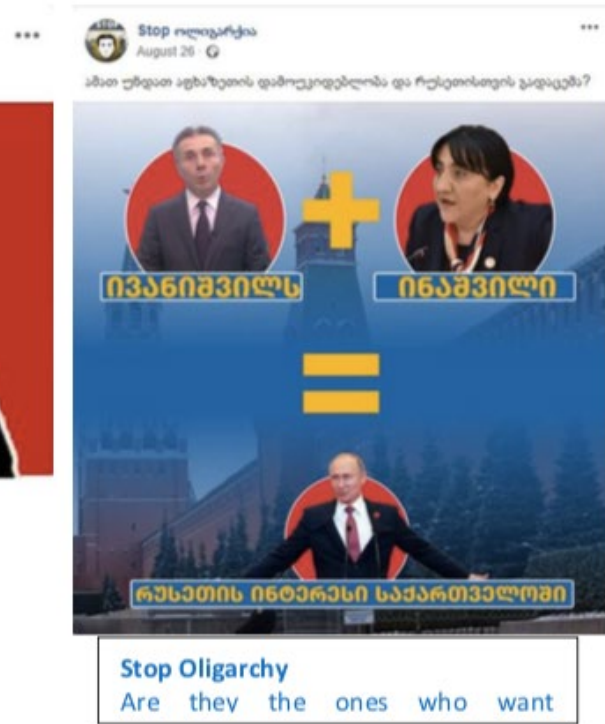 Stop ოლიგარქია
August 26
ამათ უნდათ აფხაზეთის დამოუკიდებლობა და რუსეთისთვის გადაცემა?
+
ივანიშვილს
ინაშვილი
=
რუსეთის ინტერესი საქართველოში
Stop Oligarchy
Are they the ones who want